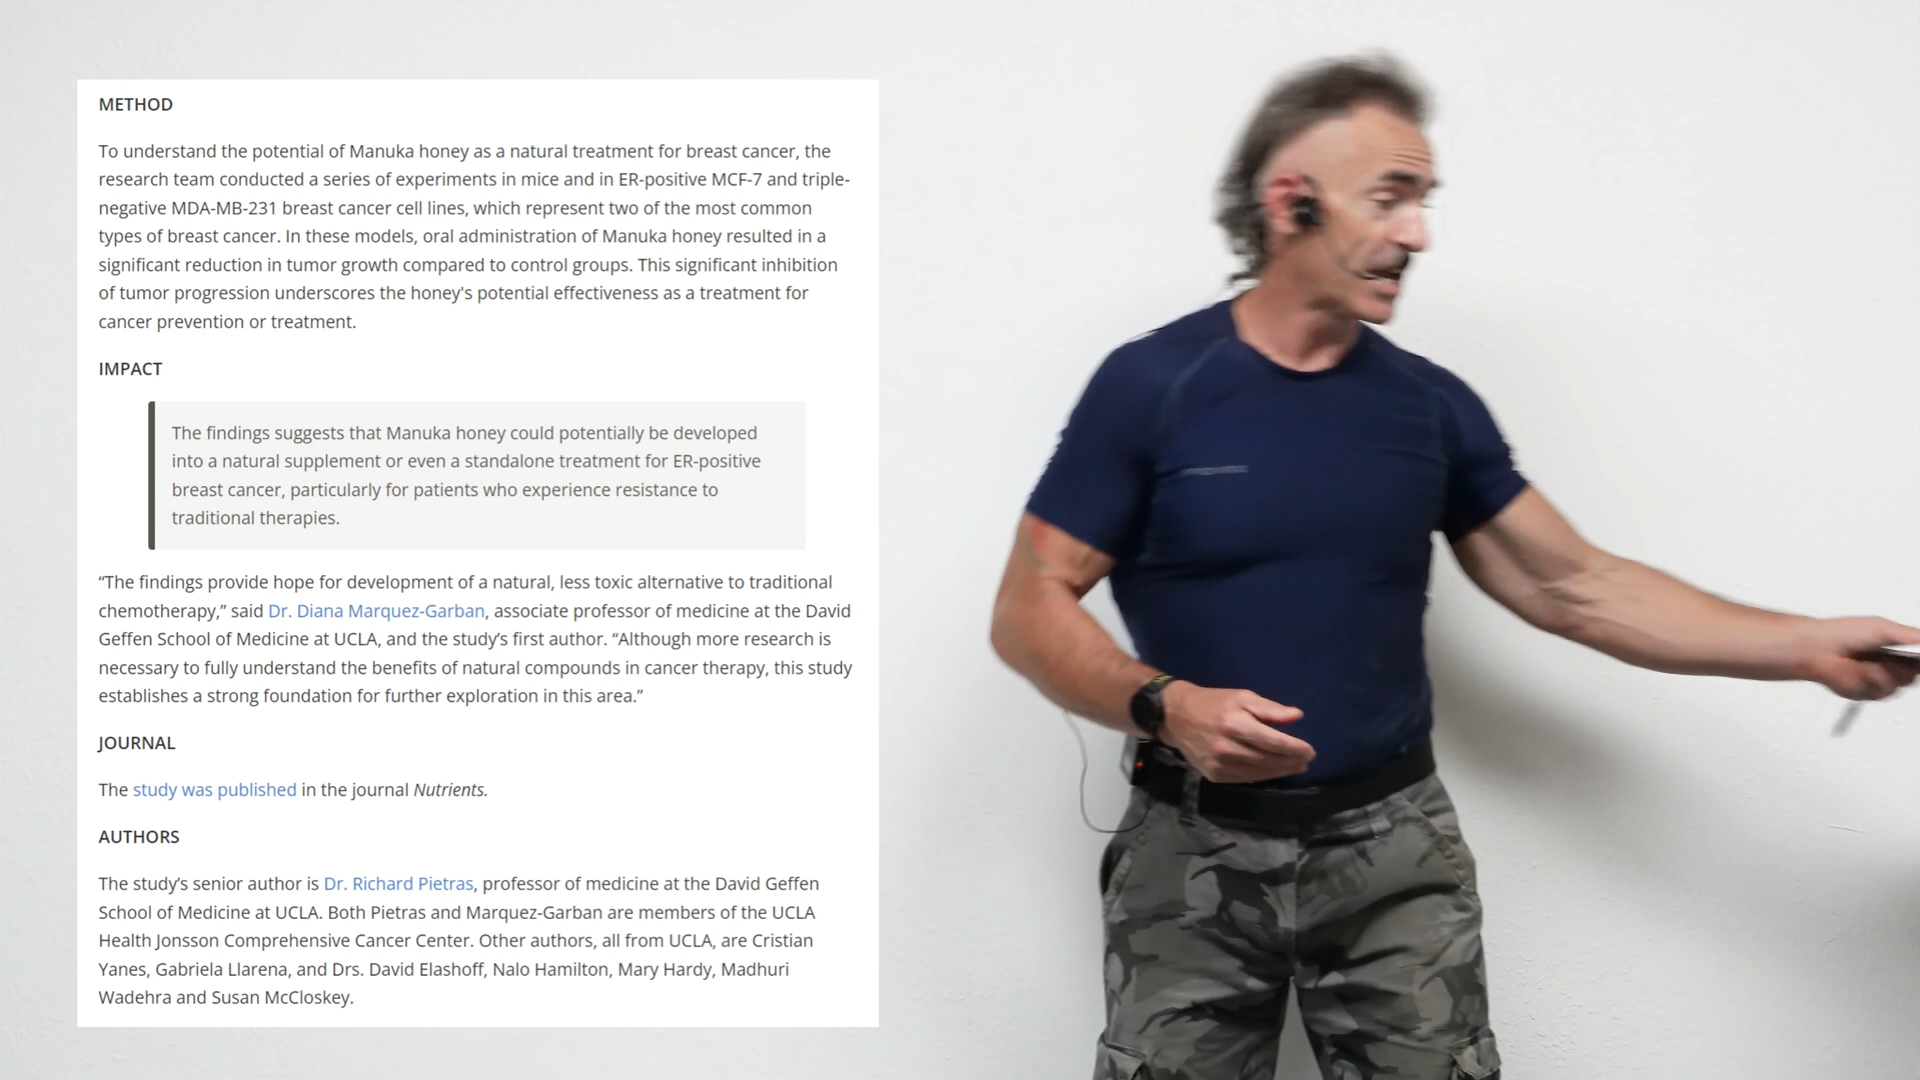 METHOD
To understand the potential of Manuka honey as a natural treatment for breast cancer, the
research team conducted a series of experiments in mice and in ER-positive MCF-7 and triple-
negative MDA-MB-231 breast cancer cell lines, which represent two of the most common
types of breast cancer. In these models, oral administration of Manuka honey resulted in a
significant reduction in tumor growth compared to control groups. This significant inhibition
of tumor progression underscores the honey's potential effectiveness as a treatment for
cancer prevention or treatment.
IMPACT
The findings suggests that Manuka honey could potentially be developed
into a natural supplement or even a standalone treatment for ER-positive
breast cancer, particularly for patients who experience resistance to
traditional therapies.
“The findings provide hope for development of a natural, less toxic alternative to traditional
chemotherapy,” said Dr. Diana Marquez-Garban, associate professor of medicine at the David
Geffen School of Medicine at UCLA, and the study’s first author. “Although more research is
necessary to fully understand the benefits of natural compounds in cancer therapy, this study
establishes a strong foundation for further exploration in this area.”
JOURNAL
The study was published in the journal Nutrients.
AUTHORS
The study’s senior author is Dr. Richard Pietras, professor of medicine at the David Geffen
School of Medicine at UCLA. Both Pietras and Marquez-Garban are members of the UCLA
Health Jonsson Comprehensive Cancer Center. Other authors, all from UCLA, are Cristian
Yanes, Gabriela Llarena, and Drs. David Elashoff, Nalo Hamilton, Mary Hardy, Madhuri
Wadehra and Susan McCloskey.